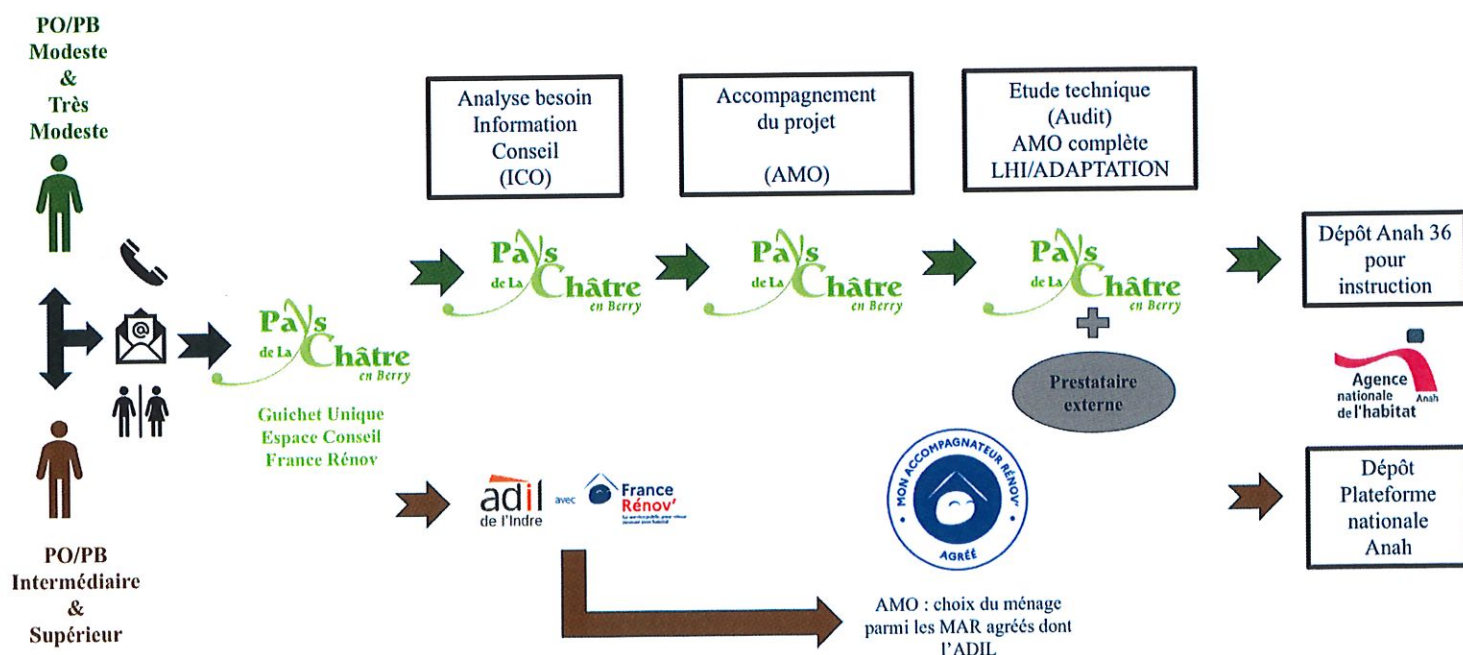 PO/PB
Modeste
&
Très
Modeste
Analyse besoin
Information
Conseil
(ICO)
Accompagnement
du projet
(AMO)
Etude technique
(Audit)
AMO complète
LHI/ADAPTATION
Pays
de La Châtre
en Berry
Pays
de La Châtre
en Berry
Pays
de La Châtre
en Berry
Dépôt Anah 36
pour
instruction
@
Pays
de La Châtre
en Berry
Guichet Unique
Espace Conseil
France Rénov
Prestataire
externe
Agence
nationale
de l'habitat
Anah
adil
de l'Indre
avec
France
Rénov'
MON ACCOMPAGNATEUR RÉNOV'
AGRÉÉ
Dépôt
Plateforme
nationale
Anah
PO/PB
Intermédiaire
&
Supérieur
AMO : choix du ménage
parmi les MAR agréés dont
l'ADIL